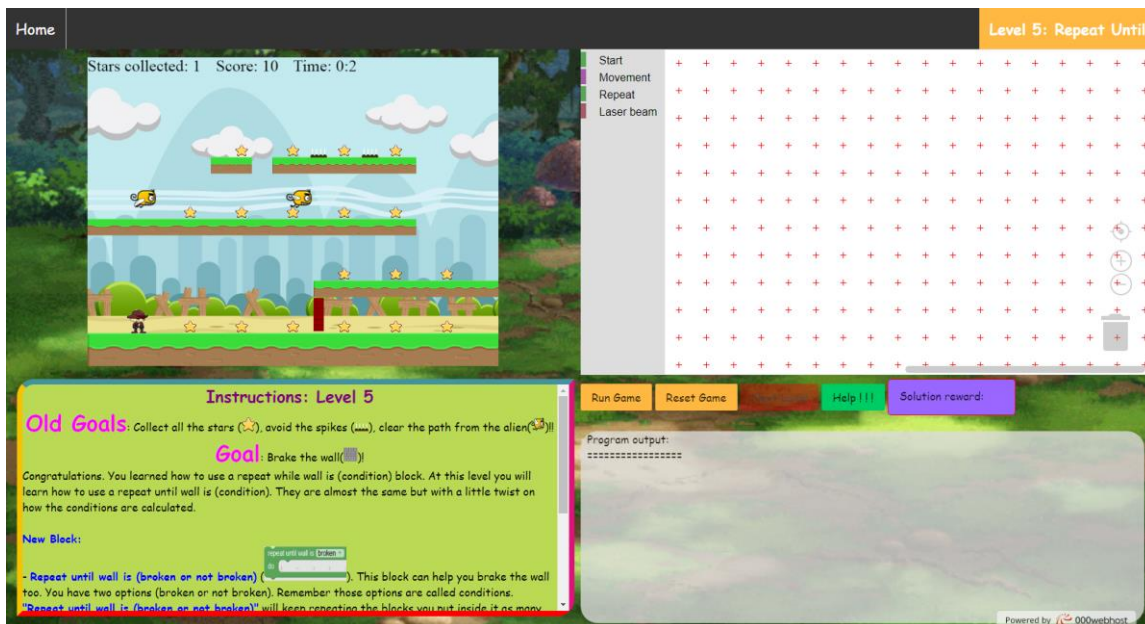 Home
Level 5: Repeat Until
Stars collected: 1 Score: 10 Time: 0:2
Start
Movement
Repeat
Laser beam
Instructions: Level 5
Old Goals: Collect all the stars (), avoid the spikes (), clear the path from the alien()!!
Goal: Brake the wall()!
Congratulations. You learned how to use a repeat while wall is (condition) block. At this level you will
learn how to use a repeat until wall is (condition). They are almost the same but with a little twist on
how the conditions are calculated.
New Block:
repeat until wall is broken
do
- Repeat until wall is (broken or not broken) (). This block can help you brake the wall
too. You have two options (broken or not broken). Remember those options are called conditions.
"Repeat until wall is (broken or not broken)" will keep repeating the blocks you put inside it as many
Run Game
Reset Game
Help !!!
Solution reward:
Program output:
=================
Powered by 000webhost